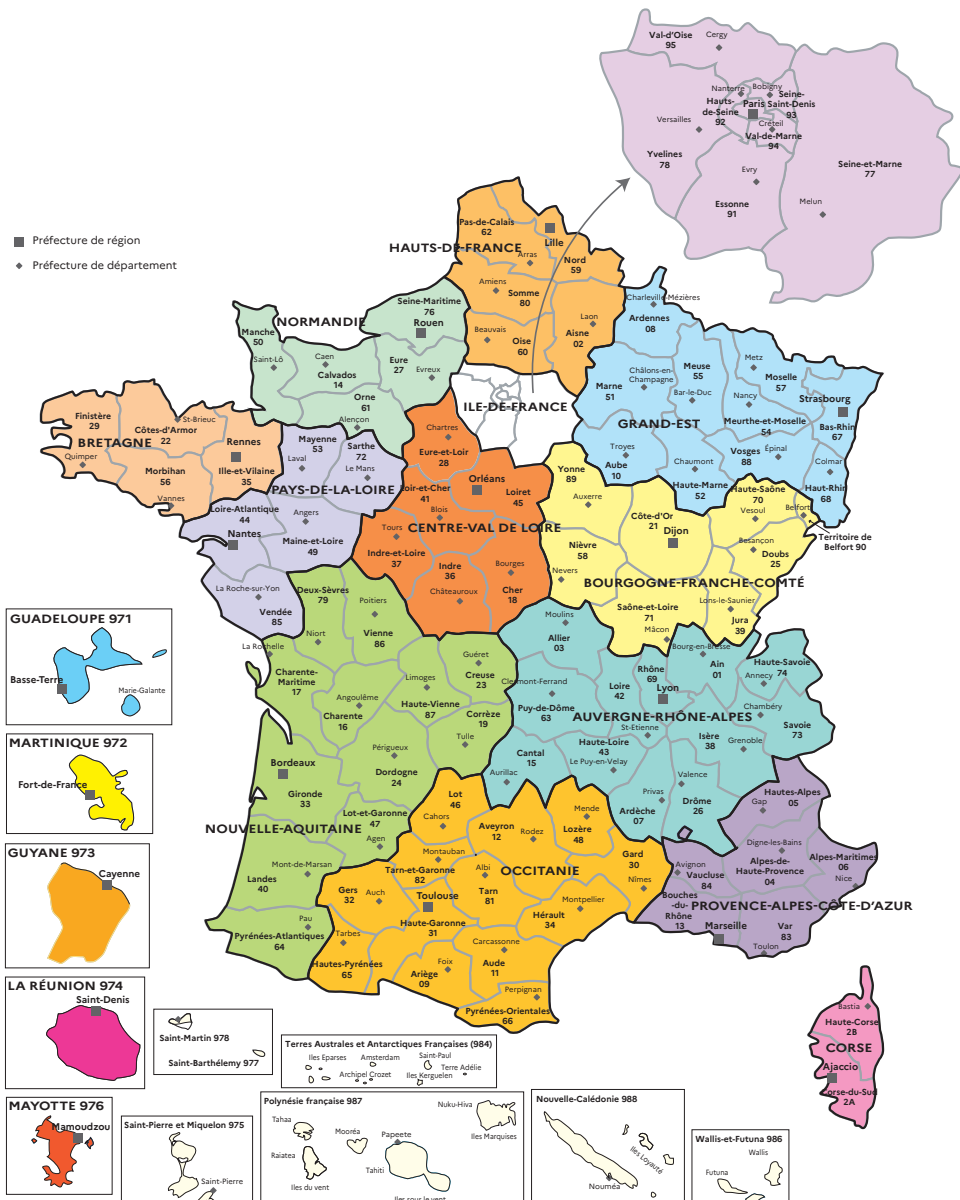 Val-d'Oise
95
Cergy
Nanterre
Bobigny
Hauts-
de-Seine
92
Paris
Seine-
Saint-Denis
93
Versailles
Créteil
Val-de-Marne
94
Yvelines
78
Evry
Essonne
91
Seine-et-Marne
77
Melun
Préfecture de région
Préfecture de département
HAUTS-DE-FRANCE
Pas-de-Calais
62
Lille
Arras
Nord
59
Amiens
Somme
80
Beauvais
Oise
60
Laon
Aisne
02
NORMANDIE
Seine-Maritime
76
Rouen
Manche
50
Saint-Lô
Caen
Calvados
14
Eure
27
Evreux
Orne
61
Alençon
ILE-DE-FRANCE
Charleville-Mézières
Ardennes
08
Marne
51
Châlons-en-
Champagne
Meuse
55
Bar-le-Duc
Metz
Moselle
57
Nancy
Meurthe-et-Moselle
54
Strasbourg
Bas-Rhin
67
GRAND-EST
Troyes
Aube
10
Chaumont
Haute-Marne
52
Vosges
88
Épinal
Colmar
Haut-Rhin
68
Finistère
29
BRETAGNE
Quimper
Côtes-d'Armor
22
St-Brieuc
Morbihan
56
Vannes
Rennes
Ille-et-Vilaine
35
Mayenne
53
Laval
Sarthe
72
Le Mans
PAYS-DE-LA-LOIRE
Loire-Atlantique
44
Nantes
Angers
Maine-et-Loire
49
La Roche-sur-Yon
Vendée
85
Chartres
Eure-et-Loir
28
Loir-et-Cher
41
Blois
Orléans
Loiret
45
CENTRE-VAL DE LOIRE
Tours
Indre-et-Loire
37
Indre
36
Châteauroux
Bourges
Cher
18
Yonne
89
Auxerre
Côte-d'Or
21
Dijon
Haute-Saône
70
Vesoul
Belfort
Territoire de
Belfort 90
Besançon
Doubs
25
Nièvre
58
Nevers
BOURGOGNE-FRANCHE-COMTÉ
Saône-et-Loire
71
Mâcon
Lons-le-Saunier
Jura
39
Deux-Sèvres
79
Niort
Poitiers
Vienne
86
La Rochelle
Charente-
Maritime
17
Angoulême
Charente
16
Limoges
Haute-Vienne
87
Guéret
Creuse
23
Corrèze
19
Tulle
Périgueux
Dordogne
24
Bordeaux
Gironde
33
Lot-et-Garonne
47
Agen
NOUVELLE-AQUITAINE
Mont-de-Marsan
Landes
40
Pau
Pyrénées-Atlantiques
64
Moulins
Allier
03
Clermont-Ferrand
Puy-de-Dôme
63
Cantal
15
Aurillac
Loire
42
St-Etienne
Rhône
69
Lyon
Bourg-en-Bresse
Ain
01
Haute-Savoie
74
Annecy
Chambéry
Savoie
73
AUVERGNE-RHÔNE-ALPES
Haute-Loire
43
Le Puy-en-Velay
Isère
38
Grenoble
Valence
Privas
Ardèche
07
Drôme
26
Lot
46
Cahors
Aveyron
12
Rodez
Mende
Lozère
48
Montauban
Tarn-et-Garonne
82
Albi
Tarn
81
OCCITANIE
Gard
30
Nîmes
Gers
32
Auch
Toulouse
Haute-Garonne
31
Montpellier
Hérault
34
Tarbes
Hautes-Pyrénées
65
Foix
Ariège
09
Carcassonne
Aude
11
Perpignan
Pyrénées-Orientales
66
Hautes-Alpes
05
Gap
Digne-les-Bains
Alpes-de-
Haute-Provence
04
Alpes-Maritimes
06
Nice
Avignon
Vaucluse
84
PROVENCE-ALPES-CÔTE-D'AZUR
Bouches
-du-
Rhône
13
Marseille
Var
83
Toulon
Bastia
Haute-Corse
2B
CORSE
Ajaccio
Corse-du-Sud
2A
GUADELOUPE 971
Basse-Terre
Marie-Galante
MARTINIQUE 972
Fort-de-France
GUYANE 973
Cayenne
LA RÉUNION 974
Saint-Denis
MAYOTTE 976
Mamoudzou
Saint-Martin 978
Saint-Barthélemy 977
Saint-Pierre et Miquelon 975
Saint-Pierre
Terres Australes et Antarctiques Françaises (984)
Iles Eparses
Amsterdam
Saint-Paul
Terre Adélie
Archipel Crozet
Iles Kerguelen
Polynésie française 987
Nuku-Hiva
Iles Marquises
Tahaa
Raiatea
Mooréa
Papeete
Tahiti
Iles du vent
Iles sous le vent
Nouvelle-Calédonie 988
Iles Loyauté
Nouméa
Wallis-et-Futuna 986
Wallis
Futuna